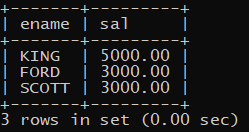 +-------+---------+
| ename | sal     |
+-------+---------+
| KING  | 5000.00 |
| FORD  | 3000.00 |
| SCOTT | 3000.00 |
+-------+---------+
3 rows in set (0.00 sec)